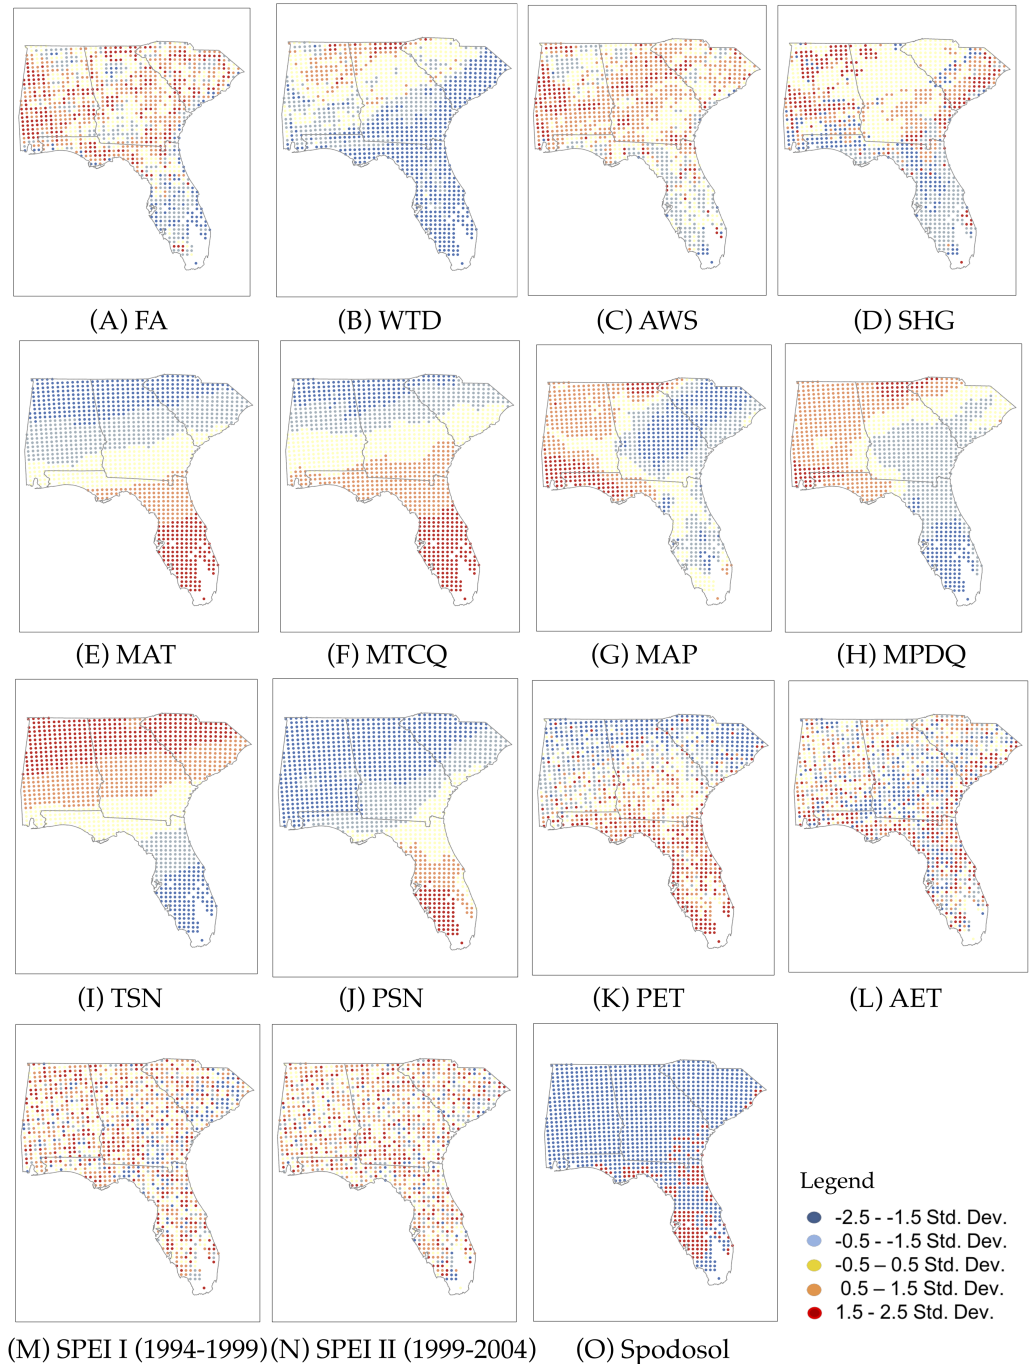 (A) FA
(B) WTD
(C) AWS
(D) SHG
(E) MAT
(F) MTCQ
(G) MAP
(H) MPDQ
(I) TSN
(J) PSN
(K) PET
(L) AET
(M) SPEI I (1994-1999)
(N) SPEI II (1999-2004)
(O) Spodosol
Legend
-2.5 - -1.5 Std. Dev.
-0.5 - -1.5 Std. Dev.
-0.5 – 0.5 Std. Dev.
0.5 – 1.5 Std. Dev.
1.5 - 2.5 Std. Dev.